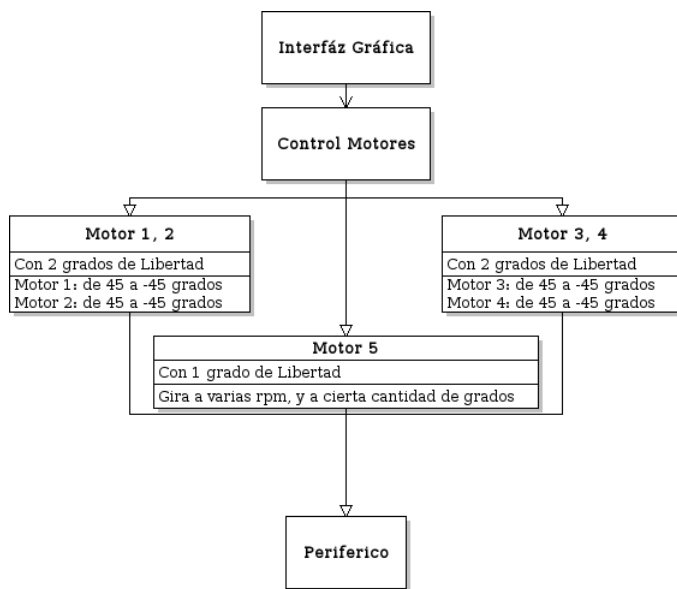 Interfáz Gráfica
Control Motores
Motor 1, 2
Con 2 grados de Libertad
Motor 1: de 45 a -45 grados
Motor 2: de 45 a -45 grados
Motor 3, 4
Con 2 grados de Libertad
Motor 3: de 45 a -45 grados
Motor 4: de 45 a -45 grados
Motor 5
Con 1 grado de Libertad
Gira a varias rpm, y a cierta cantidad de grados
Periferico